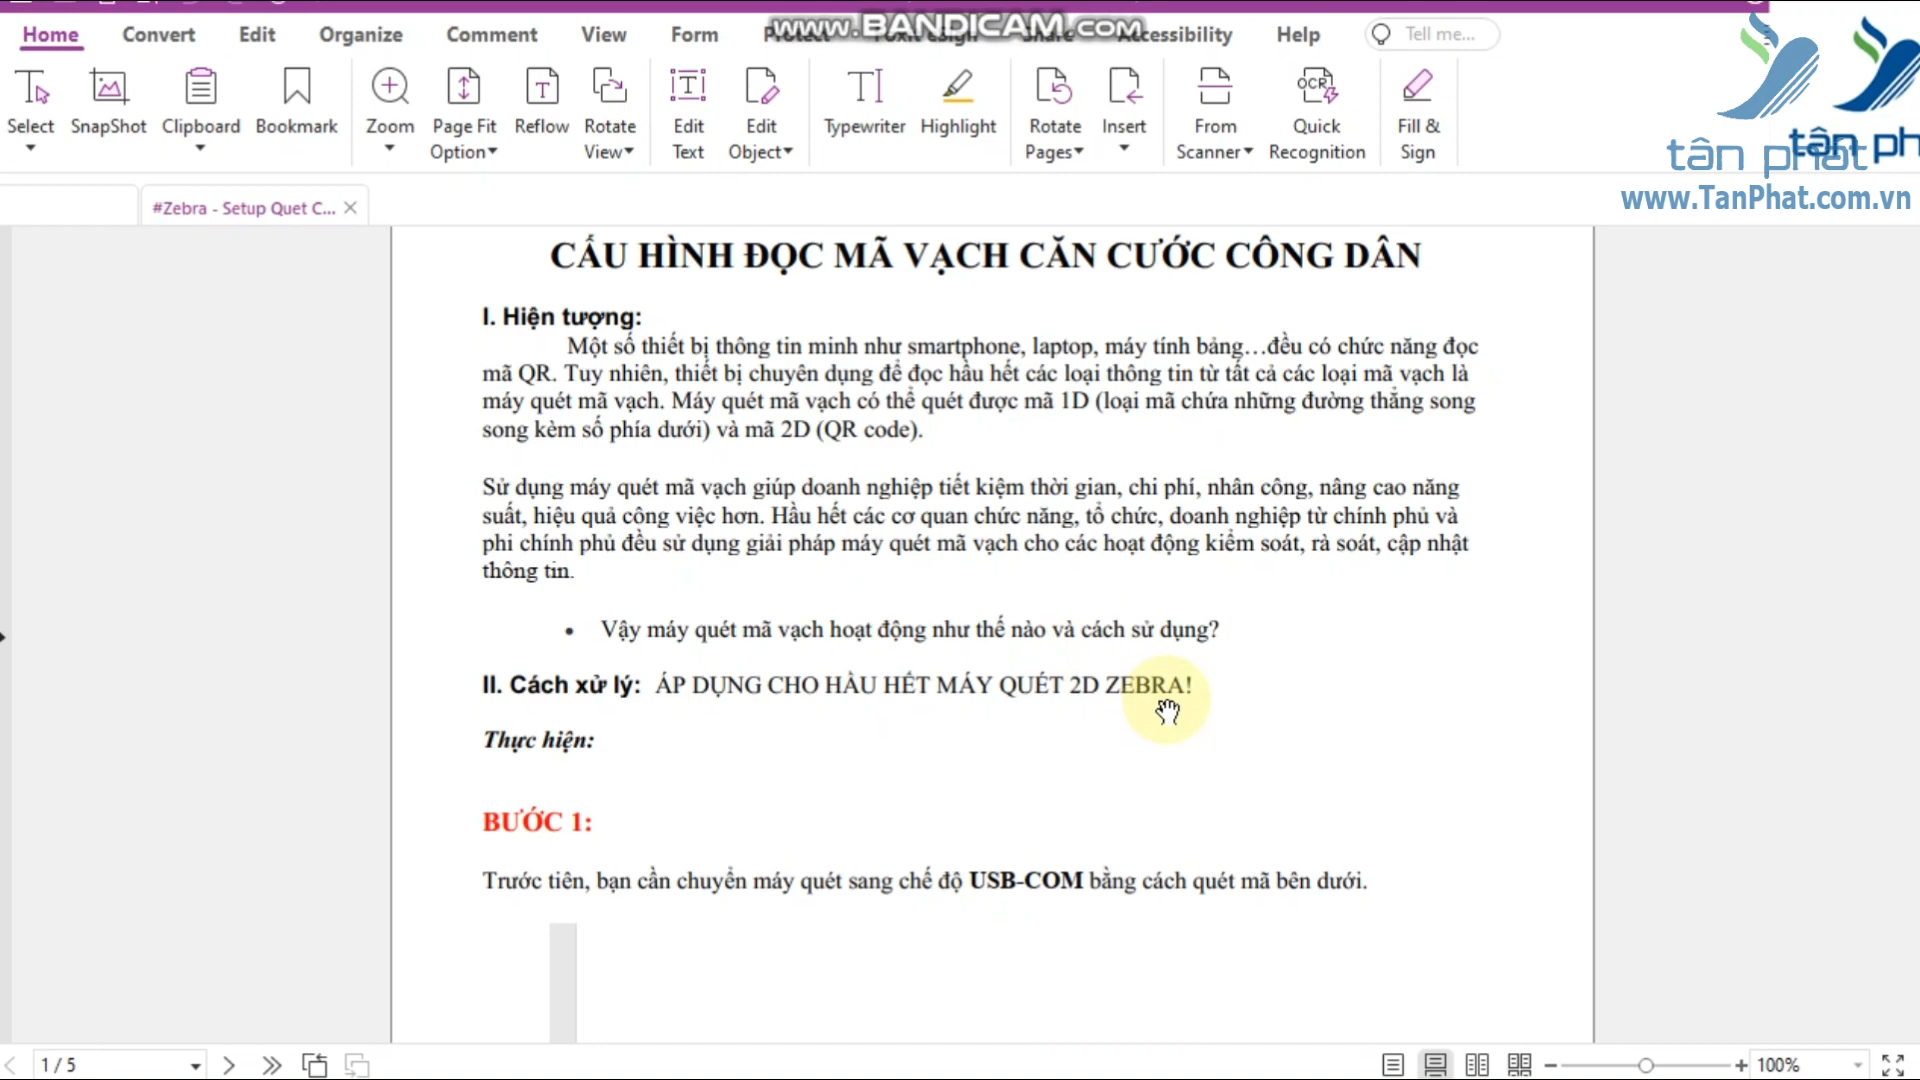 www.BANDICAM.com
Home Convert Edit Organize Comment View Form Accessibility Help Tell me...
Select SnapShot Clipboard Bookmark Zoom Page Fit Option Reflow Rotate View Edit Text Edit Object Typewriter Highlight Rotate Pages Insert From Scanner Quick Recognition Fill & Sign
tân phát
tân ph
www.TanPhat.com.vn
#Zebra - Setup Quet C...
CẤU HÌNH ĐỌC MÃ VẠCH CĂN CƯỚC CÔNG DÂN
I. Hiện tượng:
Một số thiết bị thông tin minh như smartphone, laptop, máy tính bảng…đều có chức năng đọc
mã QR. Tuy nhiên, thiết bị chuyên dụng để đọc hầu hết các loại thông tin từ tất cả các loại mã vạch là
máy quét mã vạch. Máy quét mã vạch có thể quét được mã 1D (loại mã chứa những đường thẳng song
song kèm số phía dưới) và mã 2D (QR code).
Sử dụng máy quét mã vạch giúp doanh nghiệp tiết kiệm thời gian, chi phí, nhân công, nâng cao năng
suất, hiệu quả công việc hơn. Hầu hết các cơ quan chức năng, tổ chức, doanh nghiệp từ chính phủ và
phi chính phủ đều sử dụng giải pháp máy quét mã vạch cho các hoạt động kiểm soát, rà soát, cập nhật
thông tin.
• Vậy máy quét mã vạch hoạt động như thế nào và cách sử dụng?
II. Cách xử lý: ÁP DỤNG CHO HẦU HẾT MÁY QUÉT 2D ZEBRA!
Thực hiện:
BƯỚC 1:
Trước tiên, bạn cần chuyển máy quét sang chế độ USB-COM bằng cách quét mã bên dưới.
1 / 5
100%